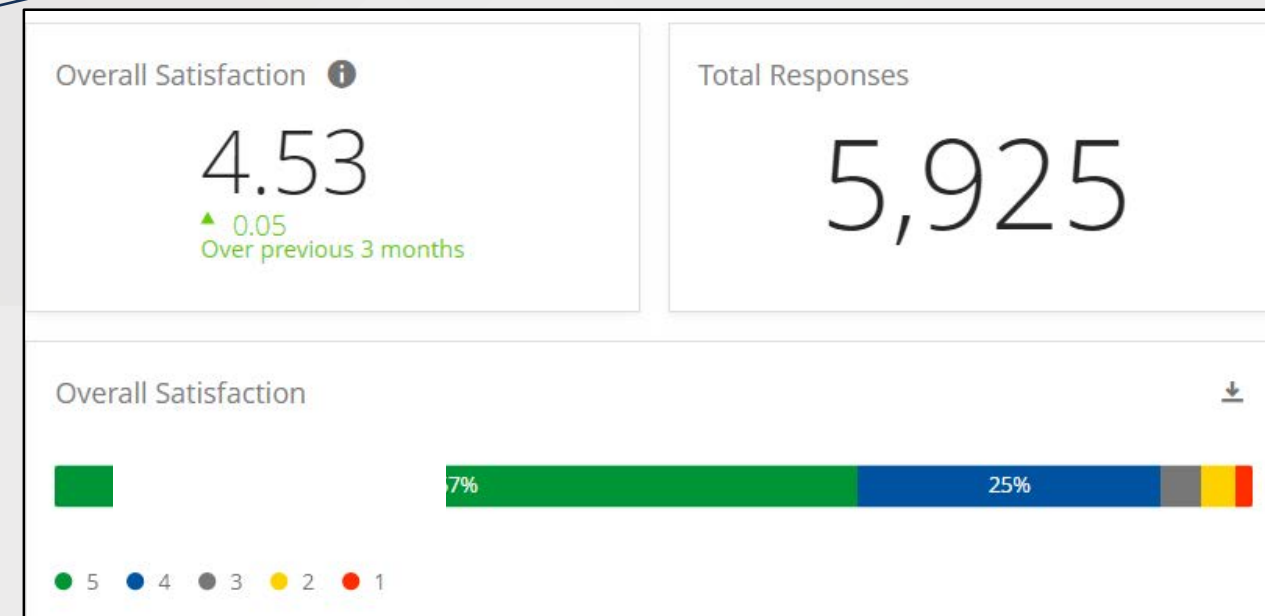 Overall Satisfaction
4.53
0.05
Over previous 3 months
Total Responses
5,925
Overall Satisfaction
7%
25%
5
4
3
2
1